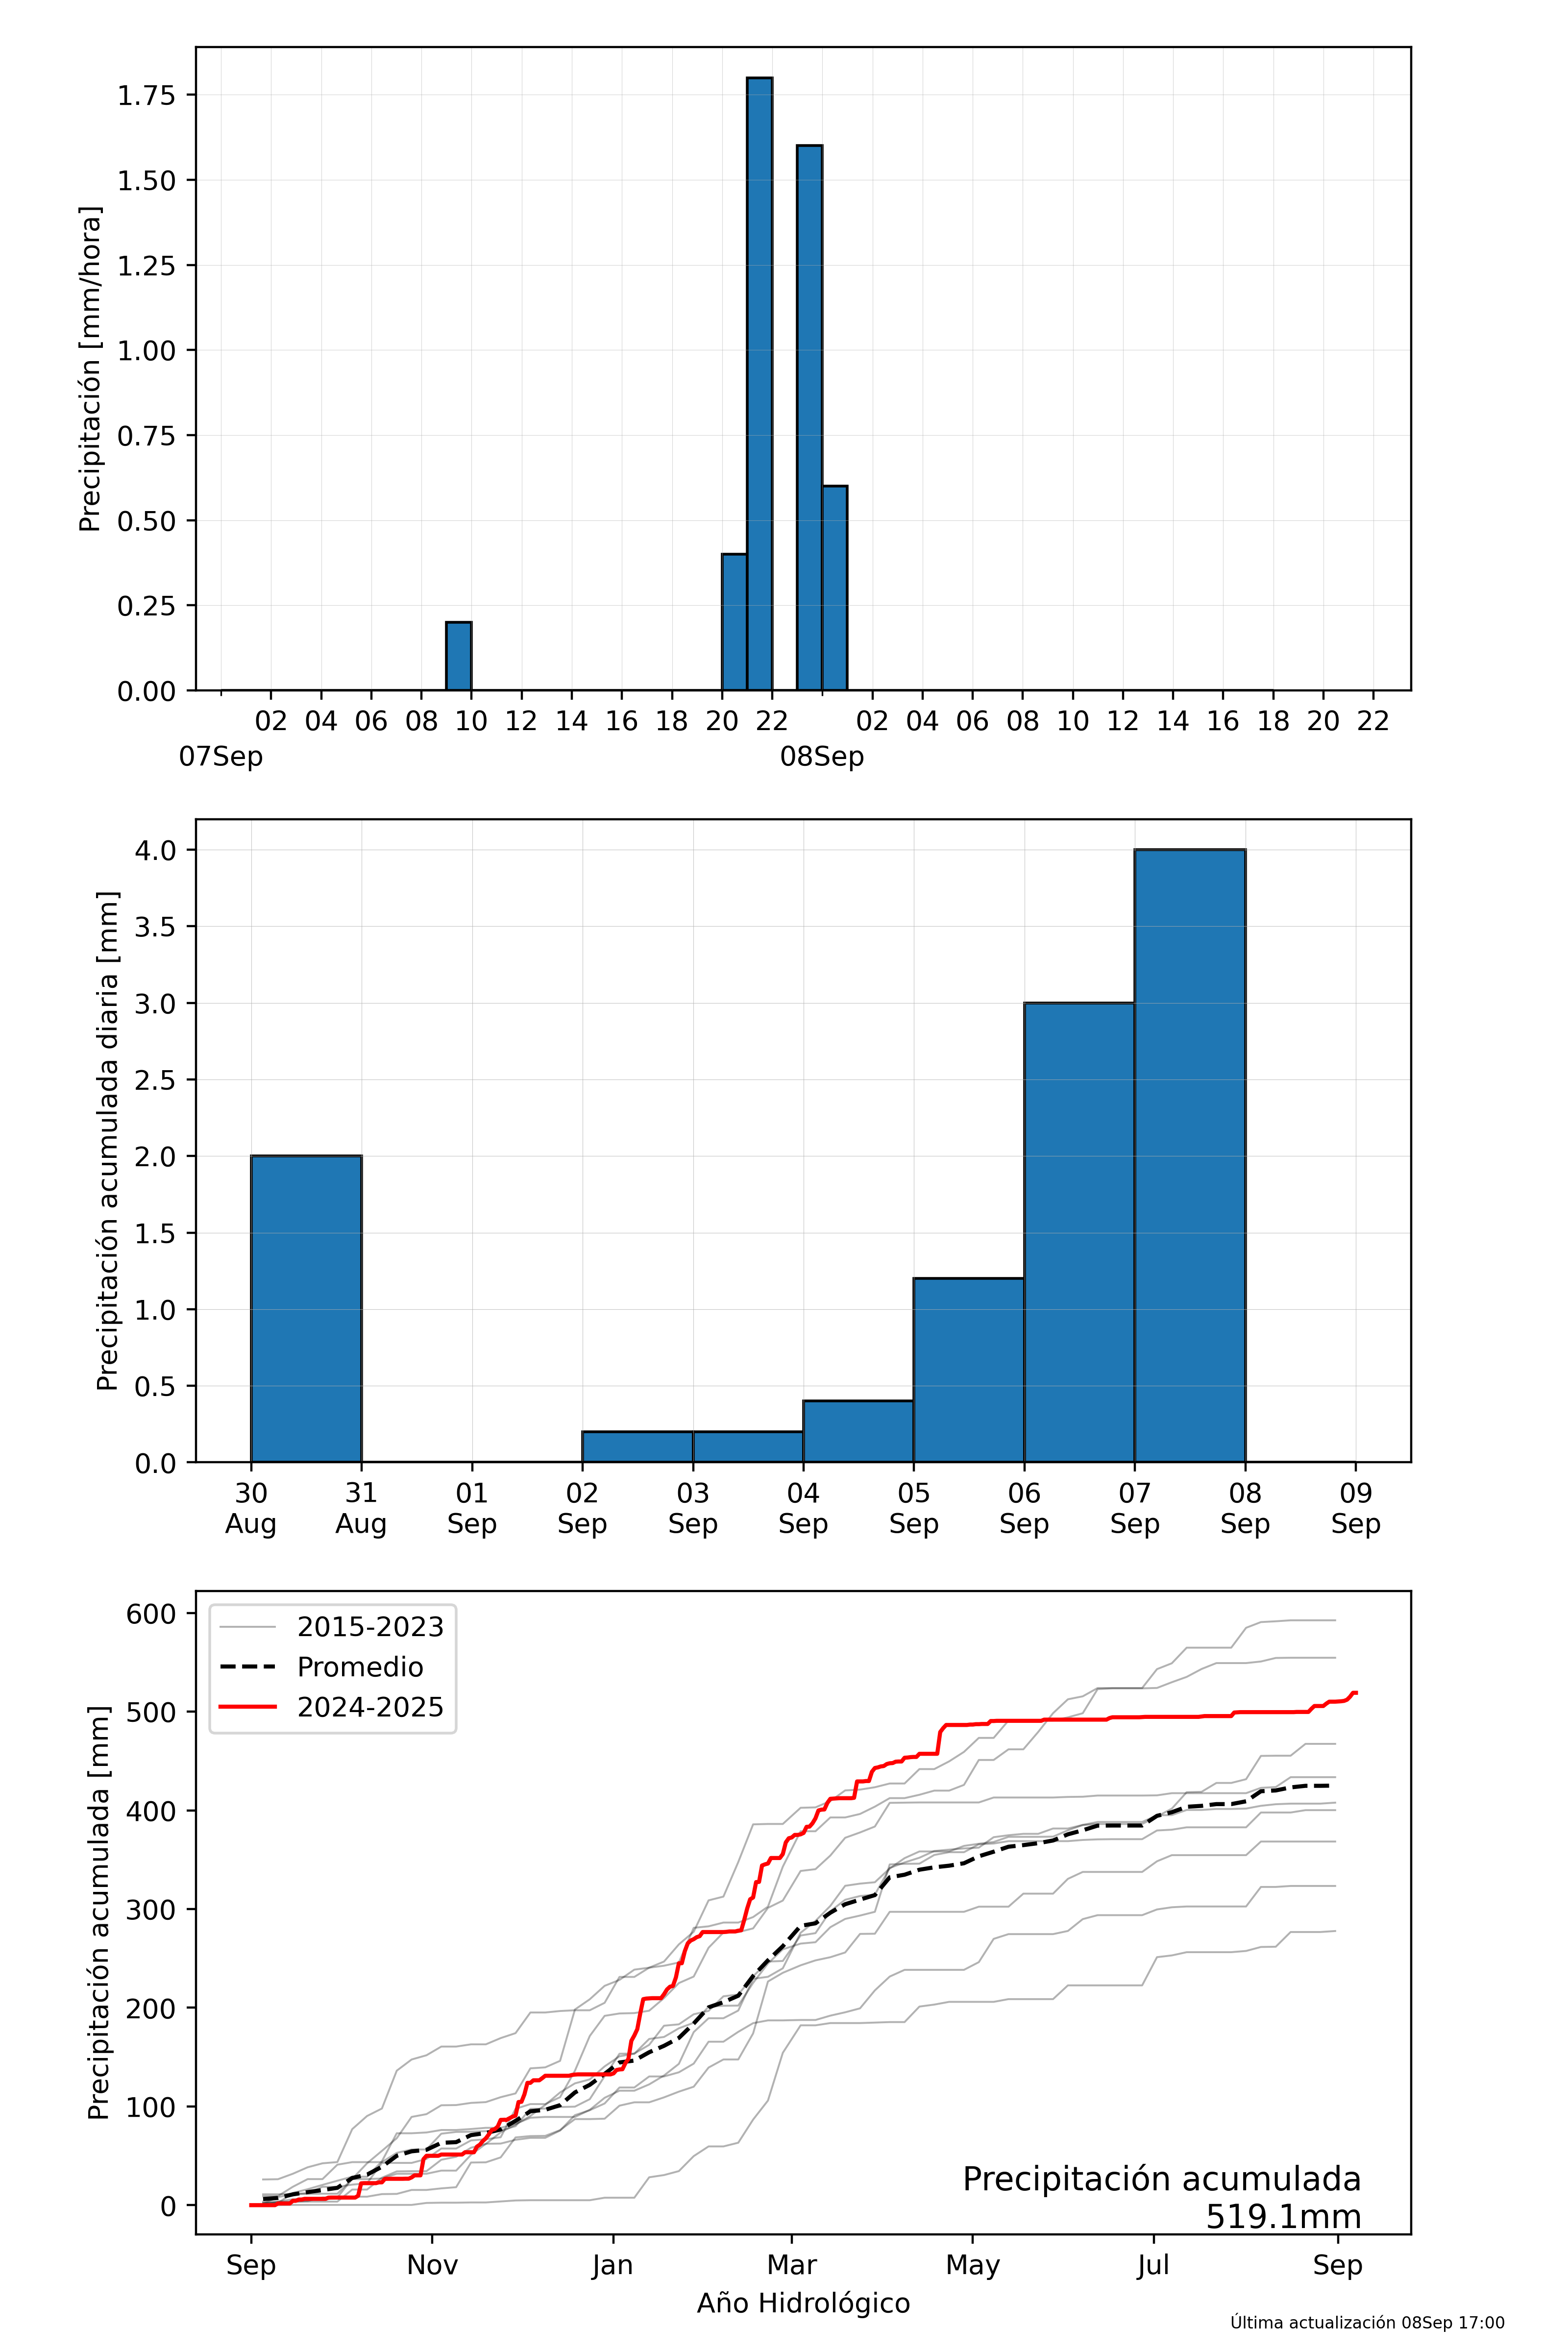 Precipitación [mm/hora]
1.75
1.50
1.25
1.00
0.75
0.50
0.25
0.00
02 04 06 08 10 12 14 16 18 20 22 02 04 06 08 10 12 14 16 18 20 22
07Sep 08Sep
Precipitación acumulada diaria [mm]
4.0
3.5
3.0
2.5
2.0
1.5
1.0
0.5
0.0
30 31 01 02 03 04 05 06 07 08 09
Aug Aug Sep Sep Sep Sep Sep Sep Sep Sep Sep
Precipitación acumulada [mm]
600
500
400
300
200
100
0
2015-2023
Promedio
2024-2025
Precipitación acumulada
519.1mm
Sep Nov Jan Mar May Jul Sep
Año Hidrológico
Última actualización 08Sep 17:00